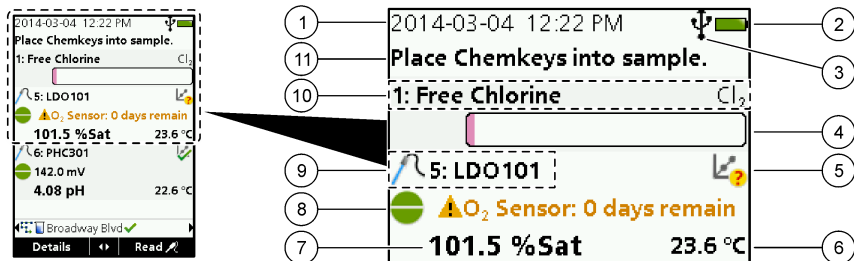 2014-03-04 12:22 PM
Place Chemkeys into sample.
1: Free Chlorine Cl2
5: LDO101
?
O2 Sensor: 0 days remain
101.5 %Sat 23.6 °C
6: PHC301
142.0 mV
4.08 pH 22.6 °C
Broadway Blvd
Details Read
1
2014-03-04 12:22 PM
2
3
11
Place Chemkeys into sample.
10
1: Free Chlorine Cl2
4
9
5: LDO101
?
5
8
O2 Sensor: 0 days remain
7
101.5 %Sat 23.6 °C
6